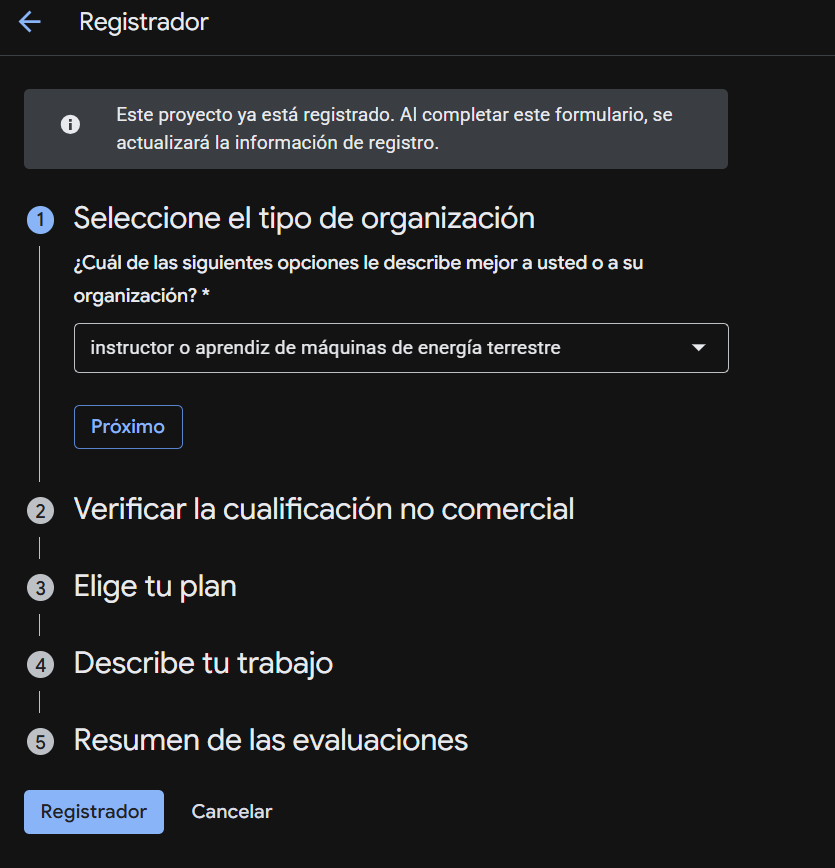 Registrador
Este proyecto ya está registrado. Al completar este formulario, se
actualizará la información de registro.
1 Seleccione el tipo de organización
¿Cuál de las siguientes opciones le describe mejor a usted o a su
organización? *
instructor o aprendiz de máquinas de energía terrestre
Próximo
2 Verificar la cualificación no comercial
3 Elige tu plan
4 Describe tu trabajo
5 Resumen de las evaluaciones
Registrador Cancelar